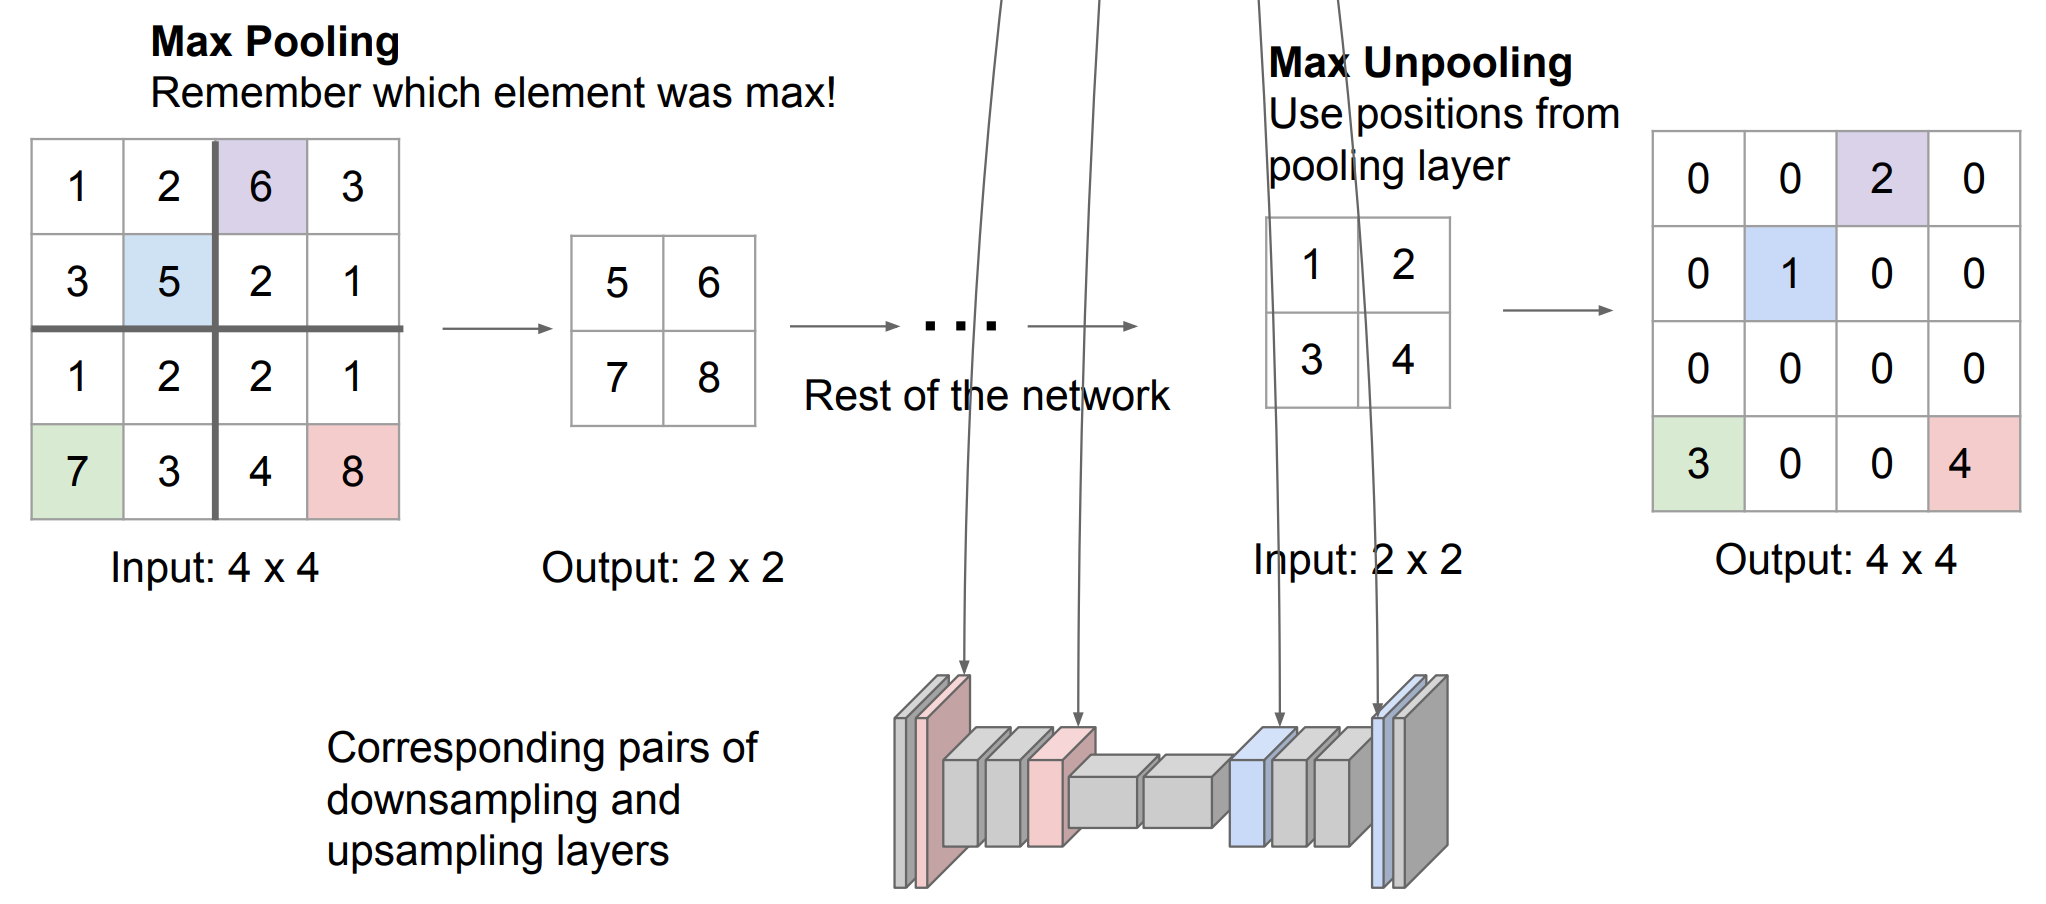 Max Pooling
Remember which element was max!
1 2 6 3
3 5 2 1
1 2 2 1
7 3 4 8
Input: 4 x 4
5 6
7 8
Output: 2 x 2
...
Rest of the network
Max Unpooling
Use positions from
pooling layer
1 2
3 4
Input: 2 x 2
0 0 2 0
0 1 0 0
0 0 0 0
3 0 0 4
Output: 4 x 4
Corresponding pairs of
downsampling and
upsampling layers